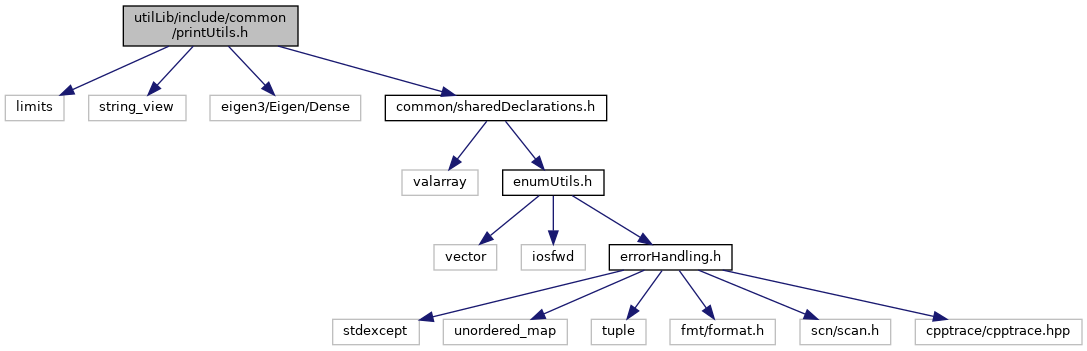 utilLib/include/common
/printUtils.h
limits
string_view
eigen3/Eigen/Dense
common/sharedDeclarations.h
valarray
enumUtils.h
vector
iosfwd
errorHandling.h
stdexcept
unordered_map
tuple
fmt/format.h
scn/scan.h
cpptrace/cpptrace.hpp